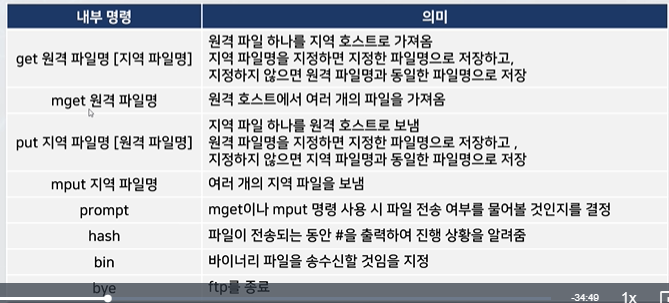 내부 명령 의미
get 원격 파일명 [지역 파일명]
원격 파일 하나를 지역 호스트로 가져옴
지역 파일명을 지정하면 지정한 파일명으로 저장하고,
지정하지 않으면 원격 파일명과 동일한 파일명으로 저장
mget 원격 파일명
원격 호스트에서 여러 개의 파일을 가져옴
put 지역 파일명 [원격 파일명]
지역 파일 하나를 원격 호스트로 보냄
원격 파일명을 지정하면 지정한 파일명으로 저장하고 ,
지정하지 않으면 지역 파일명과 동일한 파일명으로 저장
mput 지역 파일명
여러 개의 지역 파일을 보냄
prompt
mget이나 mput 명령 사용 시 파일 전송 여부를 물어볼 것인지를 결정
hash
파일이 전송되는 동안 #을 출력하여 진행 상황을 알려줌
bin
바이너리 파일을 송수신할 것임을 지정
bye
ftp를 종료
-34:49 1x